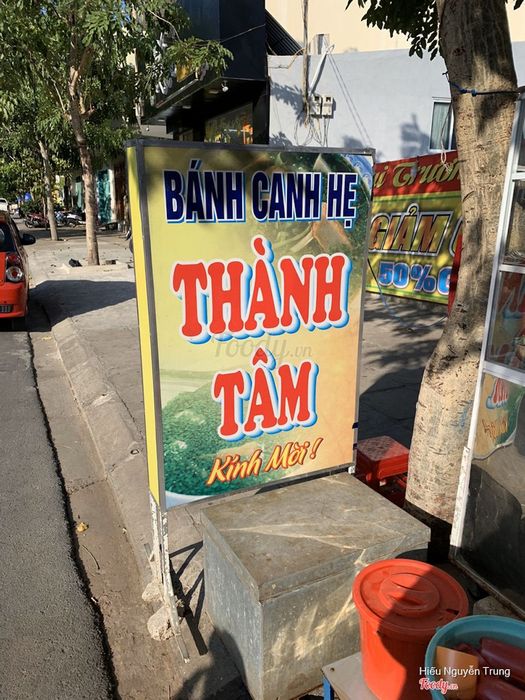 BÁNH CANH HẸ
THÀNH
TÂM
Kính Mời !
foody.vn
GIẢM
50%
Hiếu Nguyễn Trung
Foody.vn